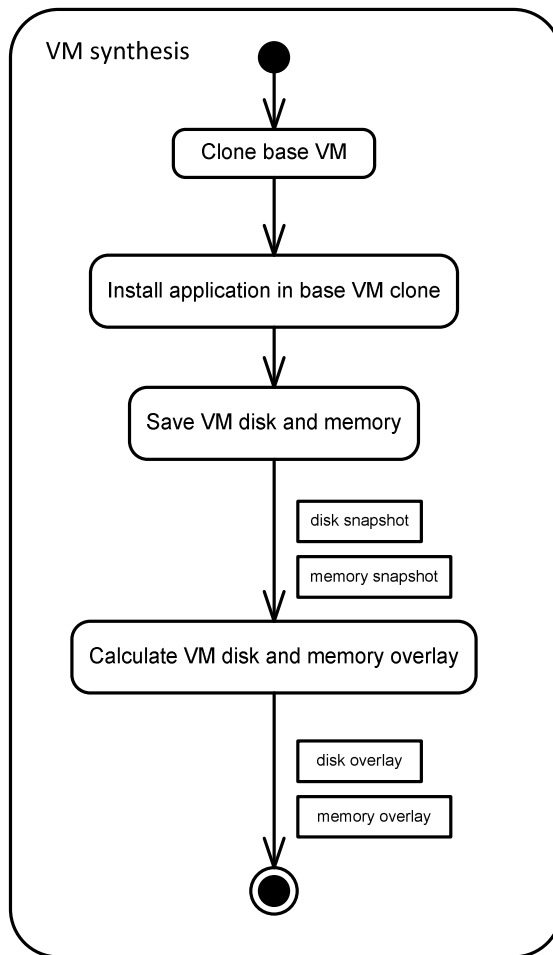 VM synthesis
Clone base VM
Install application in base VM clone
Save VM disk and memory
disk snapshot
memory snapshot
Calculate VM disk and memory overlay
disk overlay
memory overlay